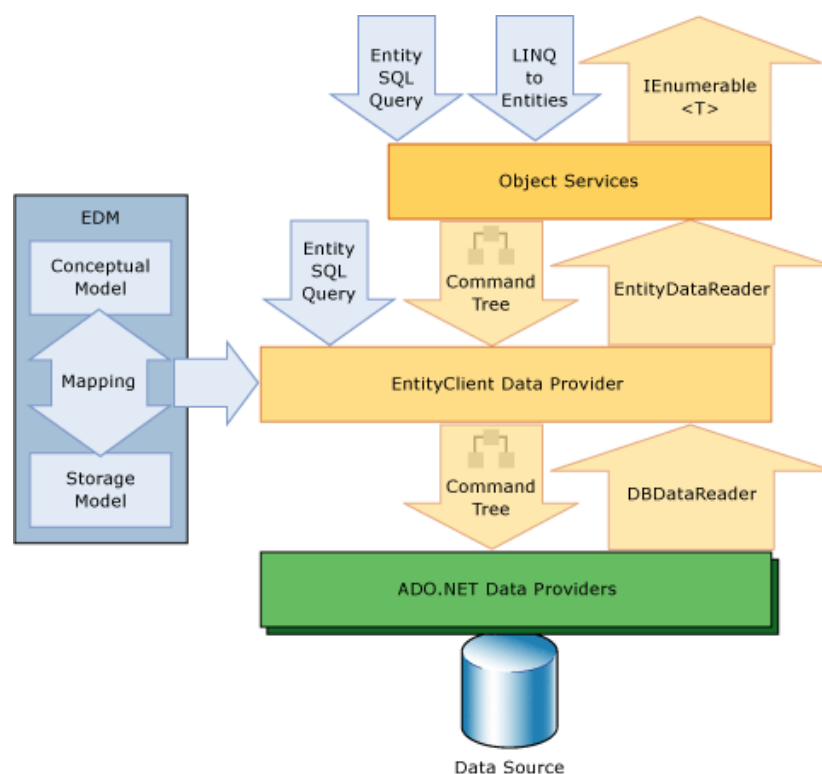 Entity
SQL
Query
LINQ
to
Entities
IEnumerable
<T>
Object Services
EDM
Conceptual
Model
Mapping
Storage
Model
Entity
SQL
Query
Command
Tree
EntityDataReader
EntityClient Data Provider
Command
Tree
DBDataReader
ADO.NET Data Providers
Data Source